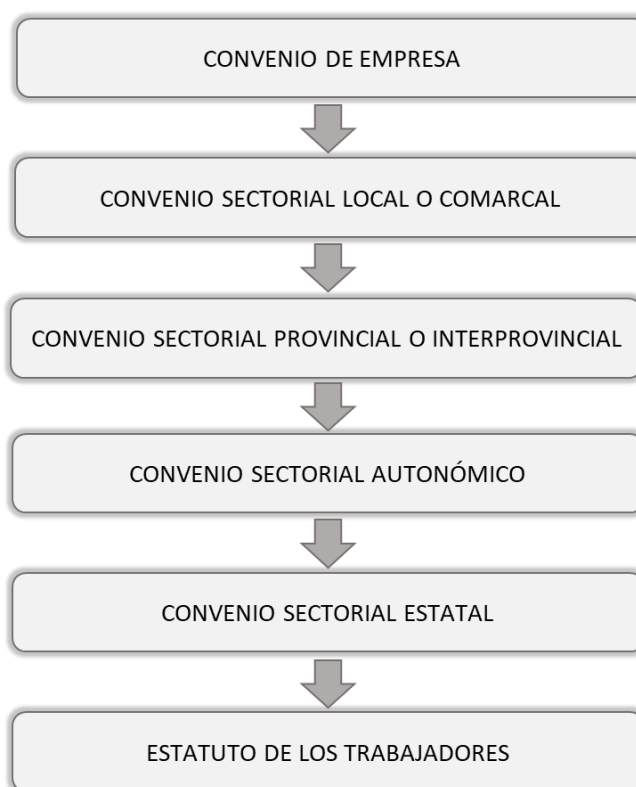 CONVENIO DE EMPRESA
CONVENIO SECTORIAL LOCAL O COMARCAL
CONVENIO SECTORIAL PROVINCIAL O INTERPROVINCIAL
CONVENIO SECTORIAL AUTONÓMICO
CONVENIO SECTORIAL ESTATAL
ESTATUTO DE LOS TRABAJADORES